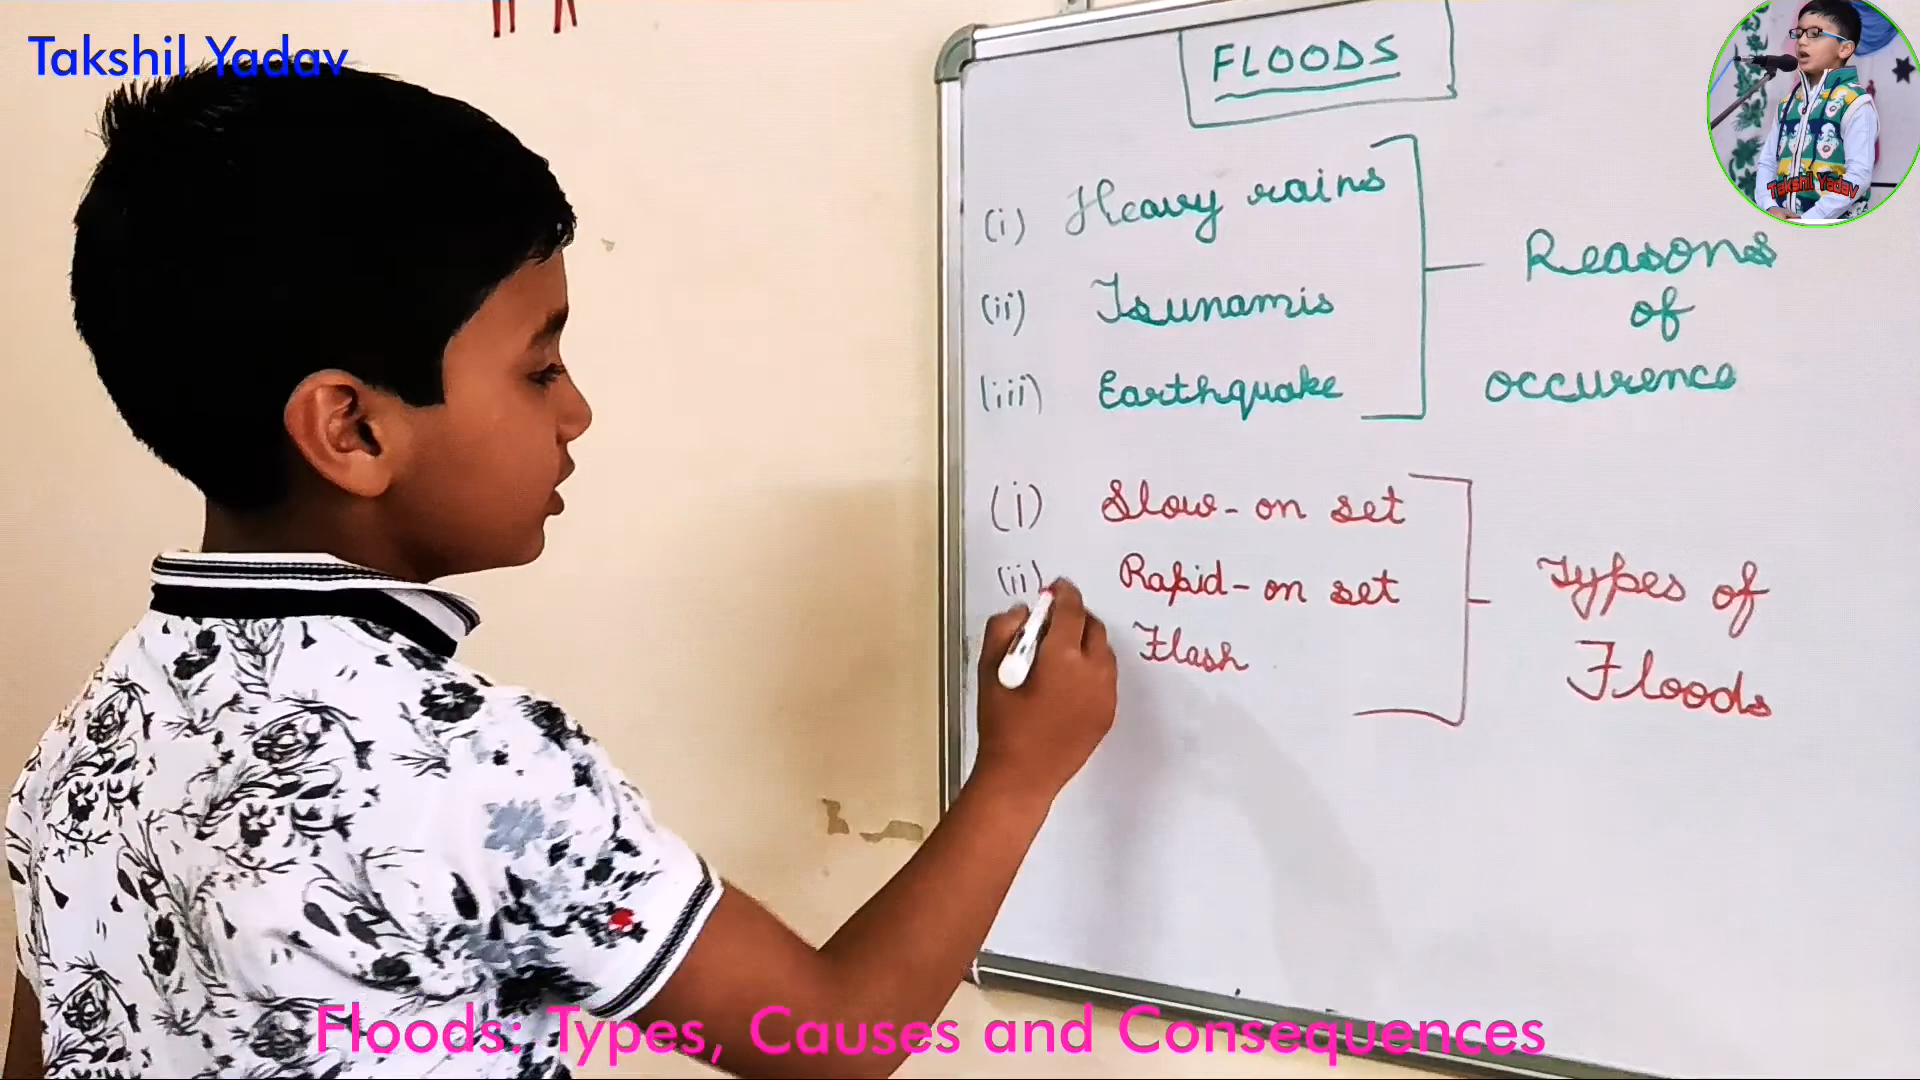 Takshil Yadav
FLOODS
Takshil Yadav
(i) Heavy rains
(ii) Tsunamis
(iii) Earthquake
Reasons
of
occurence
(i) Slow-on set
(ii) Rapid-on set
Flash
Types of
Floods
Floods: Types, Causes and Consequences